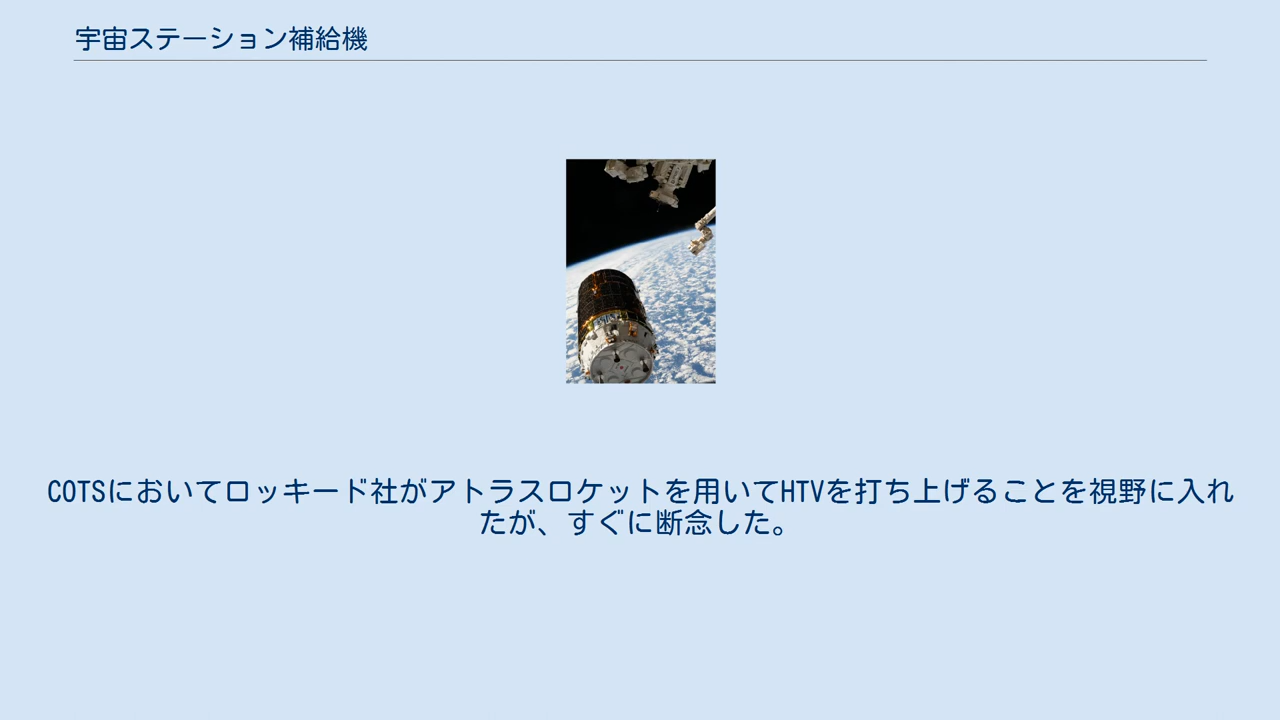 宇宙ステーション補給機
COTSにおいてロッキード社がアトラスロケットを用いてHTVを打ち上げることを視野に入れ
たが、すぐに断念した。